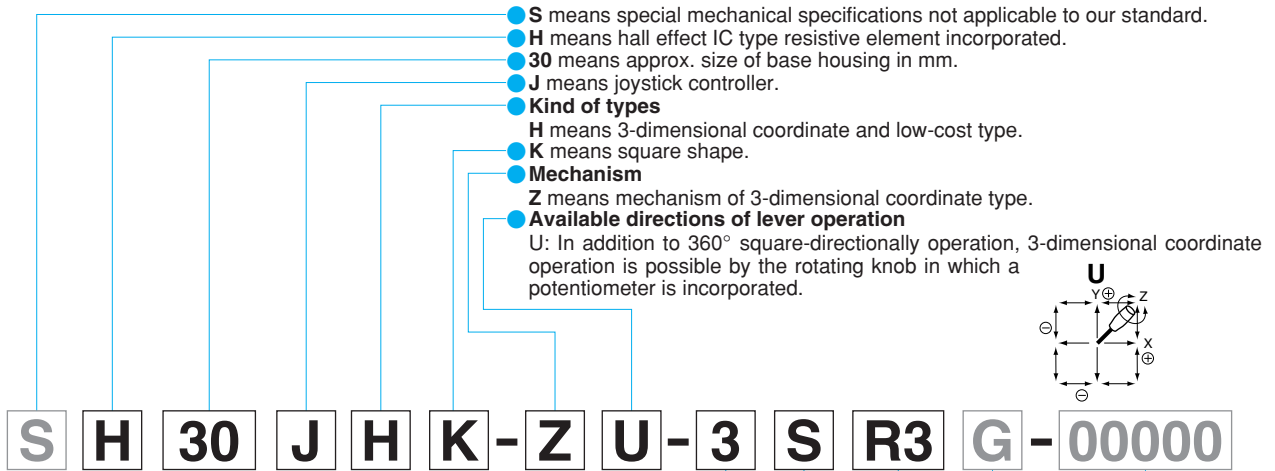 S means special mechanical specifications not applicable to our standard.
H means hall effect IC type resistive element incorporated.
30 means approx. size of base housing in mm.
J means joystick controller.
Kind of types
H means 3-dimensional coordinate and low-cost type.
K means square shape.
Mechanism
Z means mechanism of 3-dimensional coordinate type.
Available directions of lever operation
U: In addition to 360° square-directionally operation, 3-dimensional coordinate
operation is possible by the rotating knob in which a
potentiometer is incorporated.
U
Y ⊕ Z
⊖
X
⊕
⊖
S H 30 J H K - Z U - 3 S R3 G - 00000